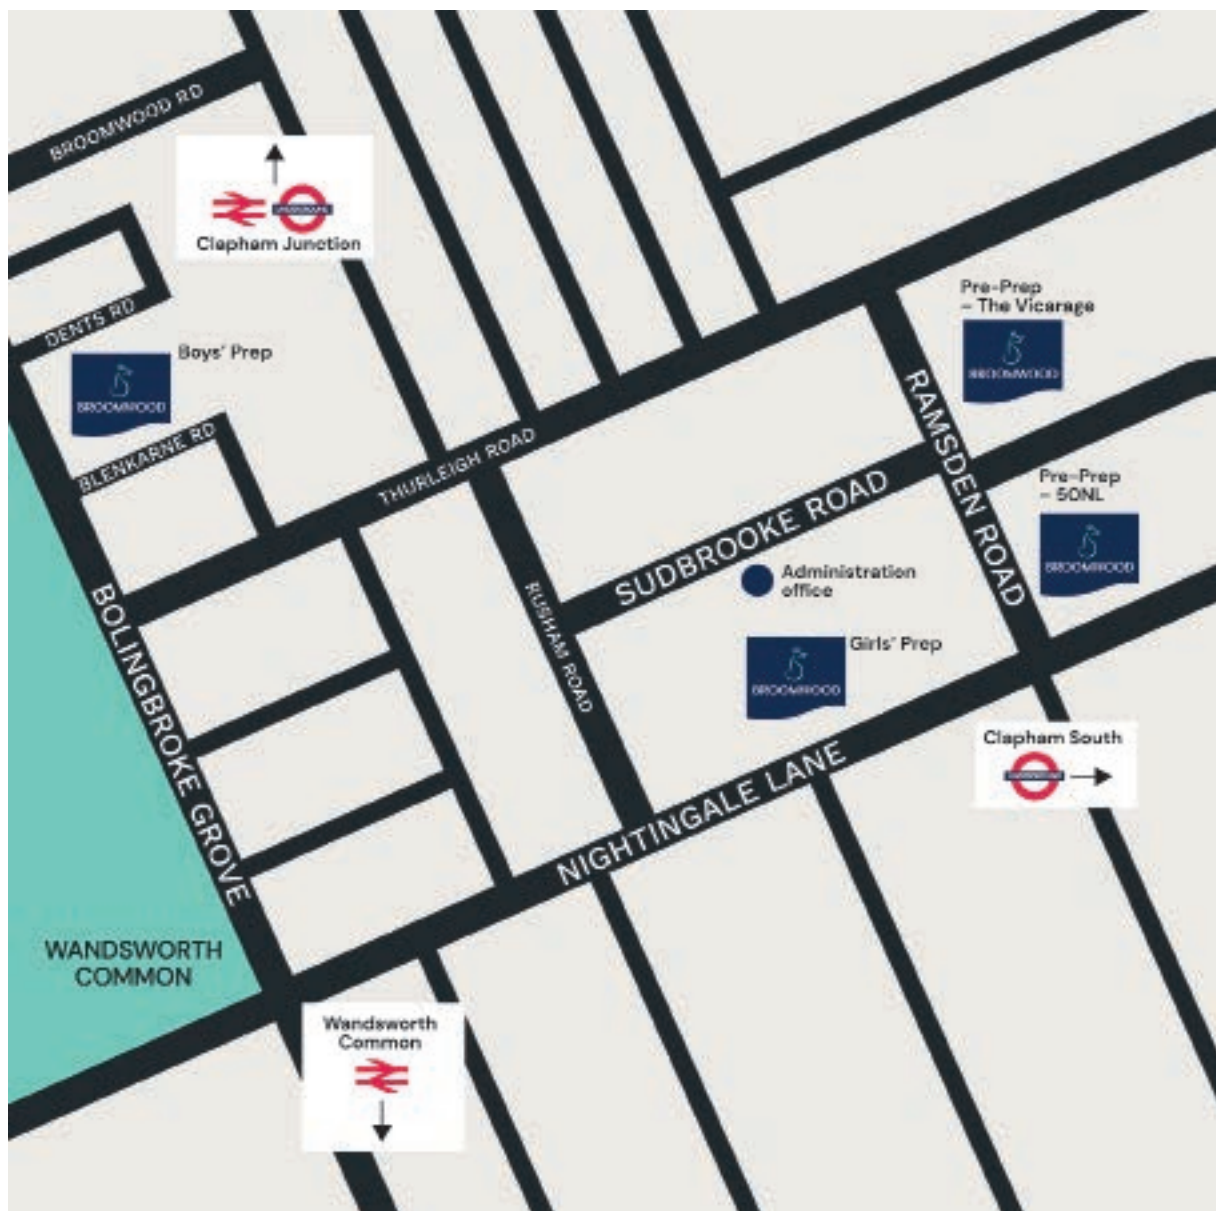 BROOMWOOD RD
Clapham Junction
DENTS RD
Boys' Prep
BROOMWOOD
BLENKARNE RD
THURLEIGH ROAD
Pre-Prep
– The Vicarage
BROOMWOOD
RAMSDEN ROAD
SUDBROOKE ROAD
Pre-Prep
– 50NL
BROOMWOOD
Administration
office
RUSHAM ROAD
Girls' Prep
BROOMWOOD
BOLINGBROKE GROVE
NIGHTINGALE LANE
Clapham South
WANDSWORTH
COMMON
Wandsworth
Common